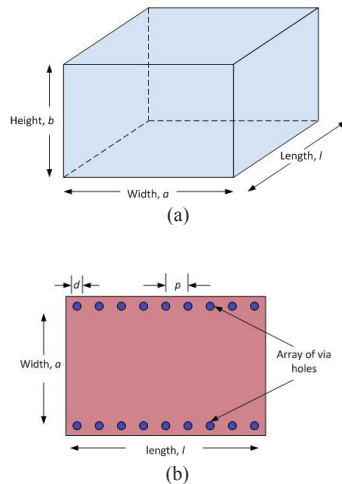 Height, b
Length, l
Width, a
(a)
d
p
Width, a
Array of via
holes
length, l
(b)